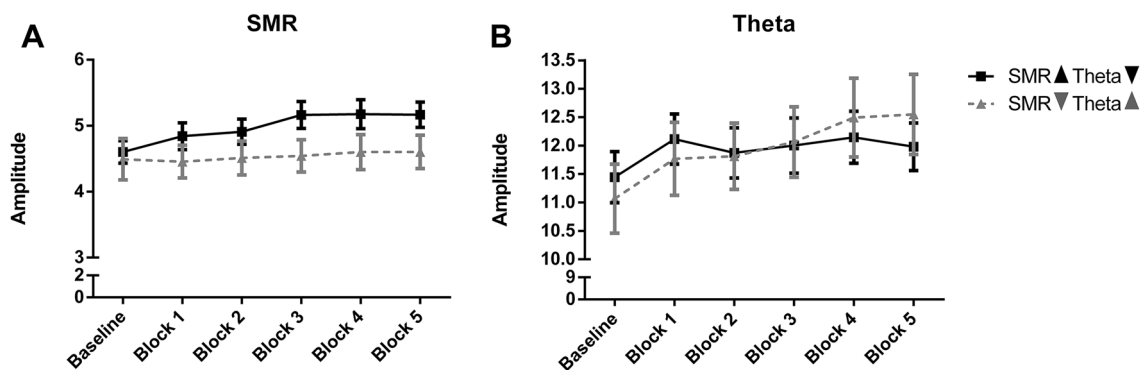 A
SMR
Amplitude
6
5
4
3
2
0
Baseline
Block 1
Block 2
Block 3
Block 4
Block 5
B
Theta
Amplitude
13.5
13.0
12.5
12.0
11.5
11.0
10.5
10.0
9
0
Baseline
Block 1
Block 2
Block 3
Block 4
Block 5
SMR▲Theta▼
SMR▼Theta▲